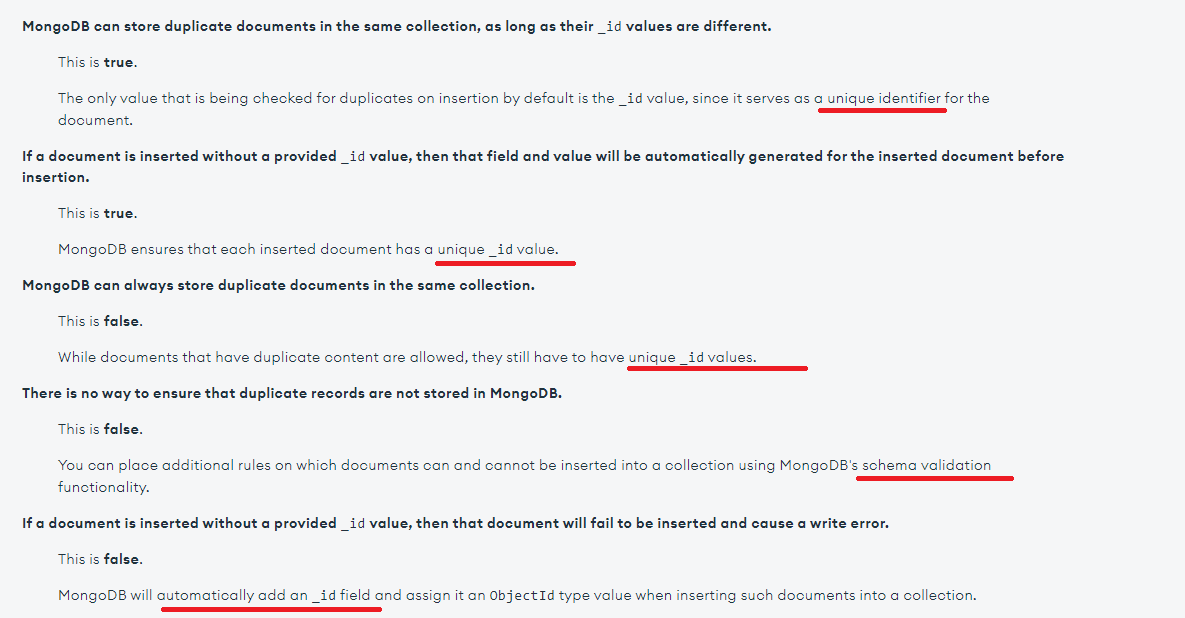 MongoDB can store duplicate documents in the same collection, as long as their _id values are different.
This is true.
The only value that is being checked for duplicates on insertion by default is the _id value, since it serves as a unique identifier for the
document.
If a document is inserted without a provided _id value, then that field and value will be automatically generated for the inserted document before
insertion.
This is true.
MongoDB ensures that each inserted document has a unique _id value.
MongoDB can always store duplicate documents in the same collection.
This is false.
While documents that have duplicate content are allowed, they still have to have unique _id values.
There is no way to ensure that duplicate records are not stored in MongoDB.
This is false.
You can place additional rules on which documents can and cannot be inserted into a collection using MongoDB's schema validation
functionality.
If a document is inserted without a provided _id value, then that document will fail to be inserted and cause a write error.
This is false.
MongoDB will automatically add an _id field and assign it an ObjectId type value when inserting such documents into a collection.